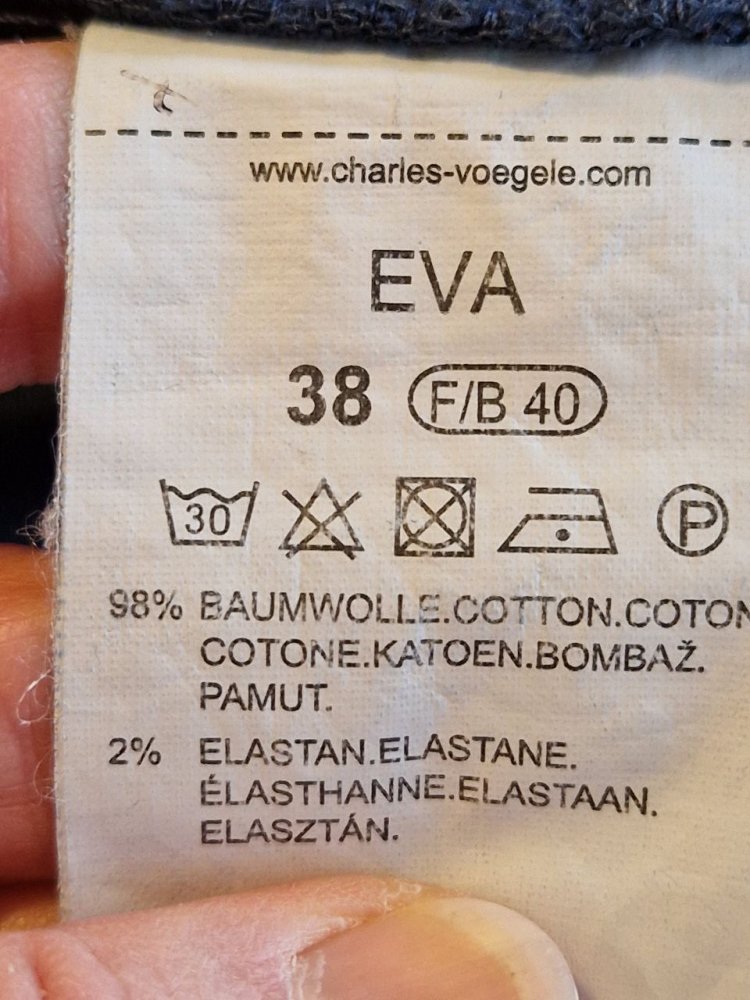 www.charles-voegele.com
EVA
38 F/B 40
30 P
98% BAUMWOLLE.COTTON.COTON
COTONE.KATOEN.BOMBAŽ.
PAMUT.
2% ELASTAN.ELASTANE.
ÉLASTHANNE.ELASTAAN.
ELASZTÁN.